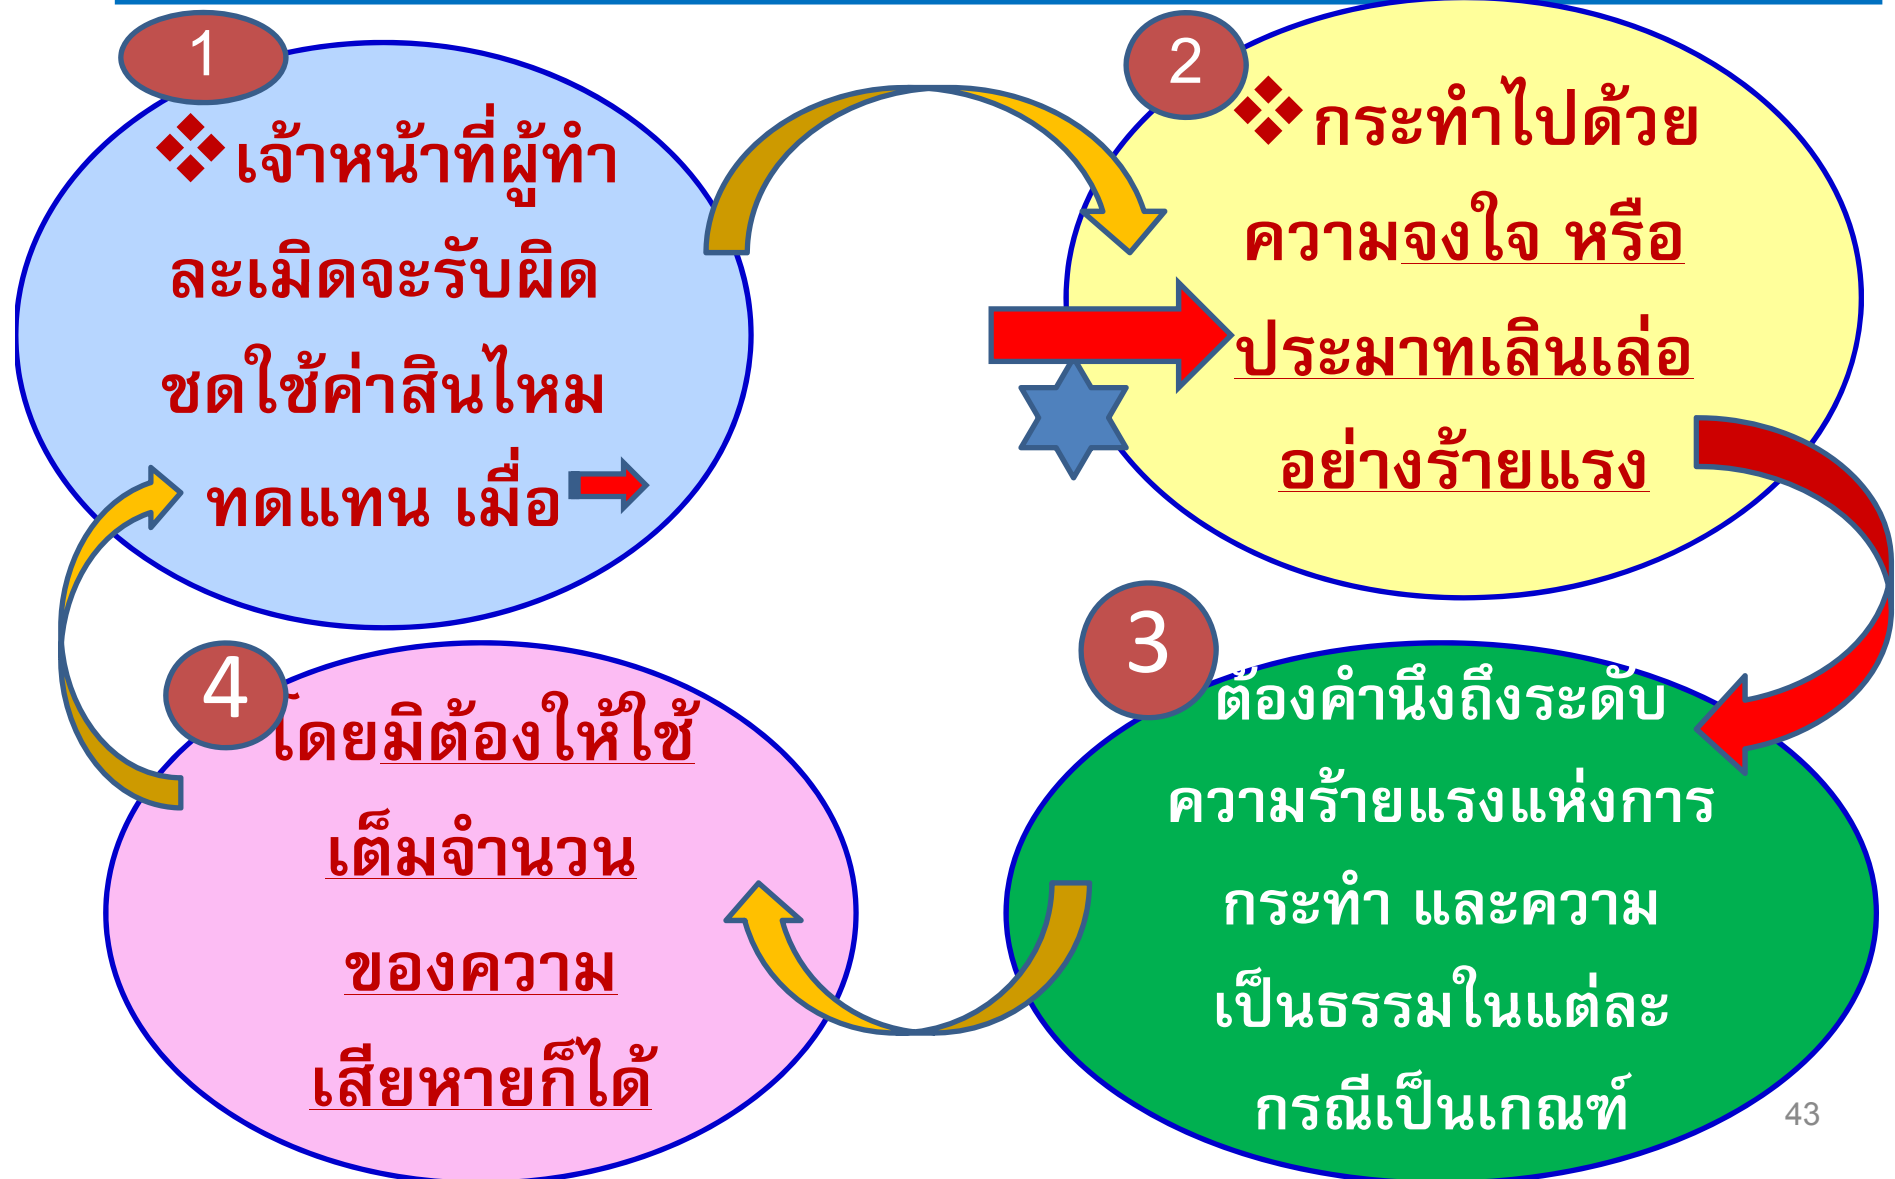 1
❖เจ้าหน้าที่ผู้ทำ
ละเมิดจะรับผิด
ชดใช้ค่าสินไหม
ทดแทน เมื่อ
2
❖กระทำไปด้วย
ความจงใจ หรือ
ประมาทเลินเล่อ
อย่างร้ายแรง
3
ต้องคำนึงถึงระดับ
ความร้ายแรงแห่งการ
กระทำ และความ
เป็นธรรมในแต่ละ
กรณีเป็นเกณฑ์
4
โดยมิต้องให้ใช้
เต็มจำนวน
ของความ
เสียหายก็ได้
43